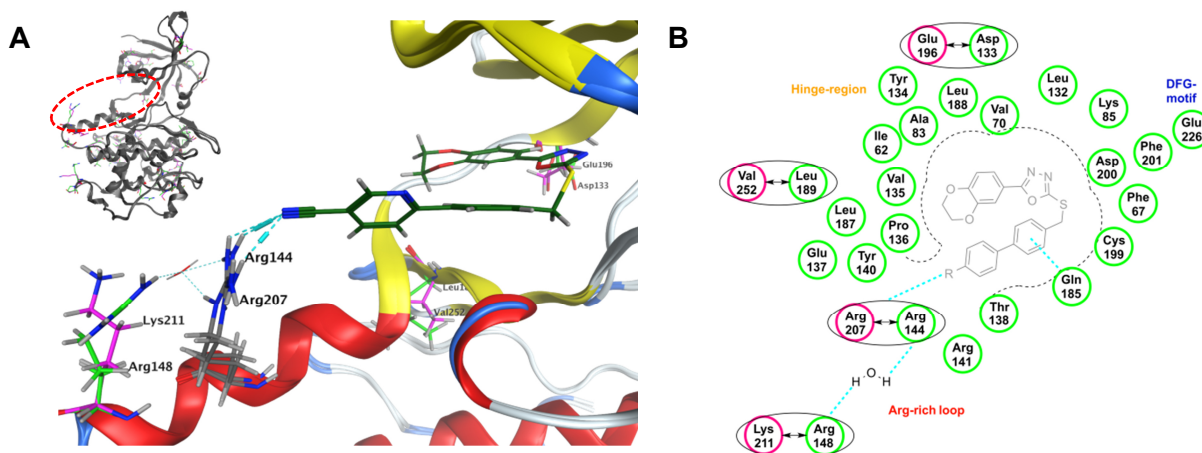 A
Glu196
Asp133
Arg144
Arg207
Lys211
Arg148
Val252
B
Glu
196
Asp
133
Hinge-region
DFG-
motif
Tyr
134
Leu
188
Val
70
Leu
132
Lys
85
Glu
226
Ala
83
Ile
62
Phe
201
Asp
200
Val
252
Leu
189
Val
135
Phe
67
Leu
187
Pro
136
Cys
199
Glu
137
Tyr
140
Gln
185
N-N
O
O
O
S
R
Thr
138
Arg
207
Arg
144
Arg
141
H O H
Arg-rich loop
Lys
211
Arg
148